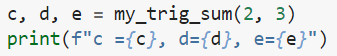 c, d, e = my_trig_sum(2, 3)
print(f"c ={c}, d={d}, e={e}")